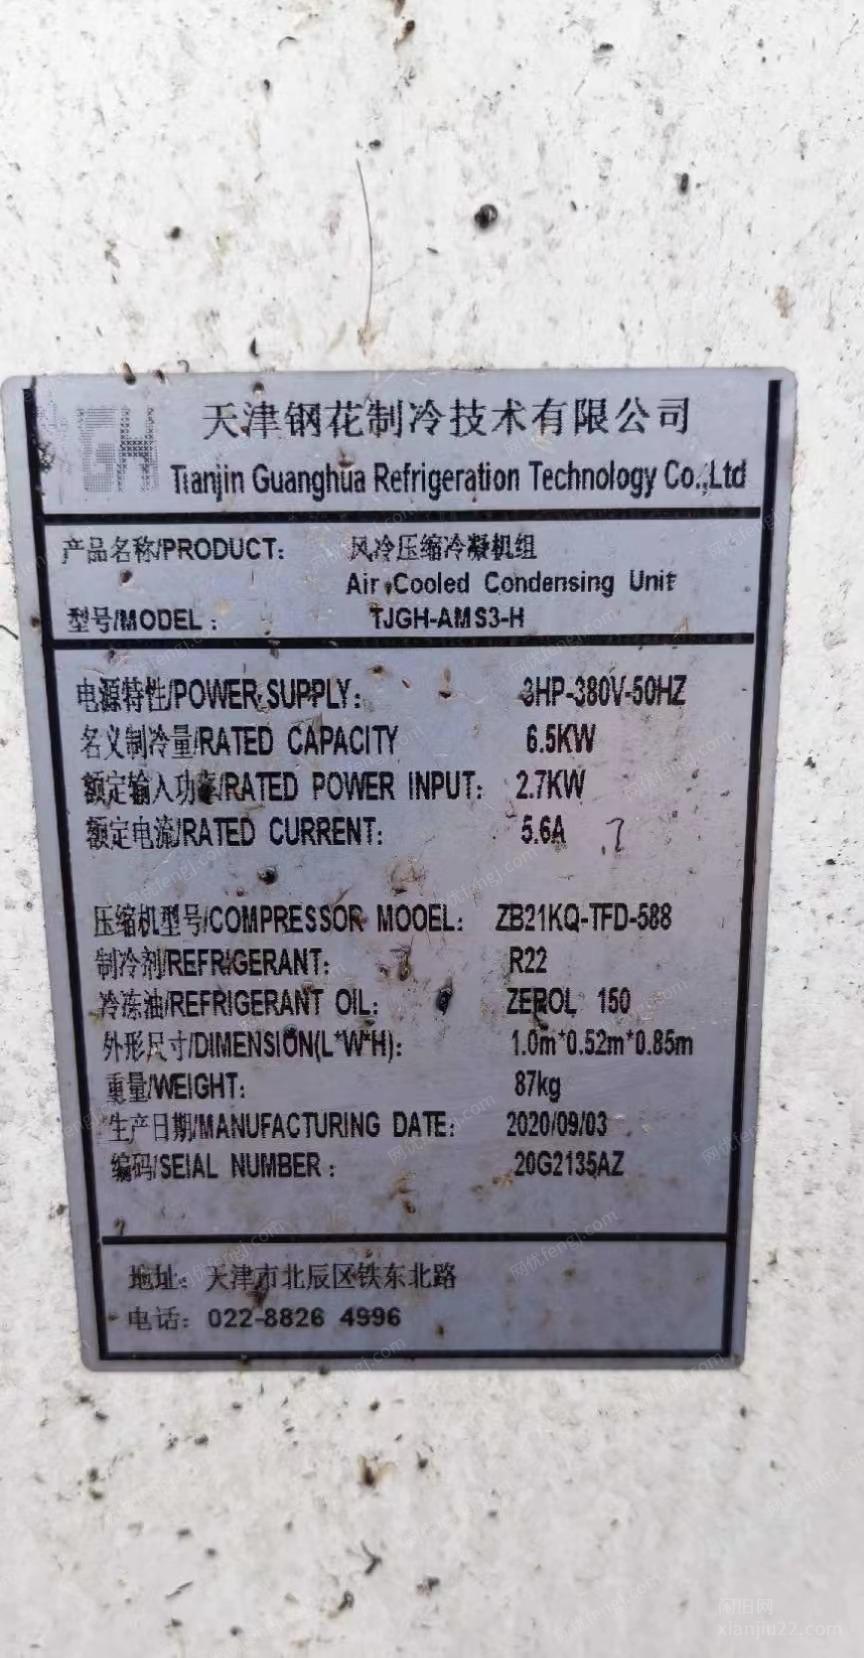 GH
天津钢花制冷技术有限公司
Tianjin Guanghua Refrigeration Technology Co.,Ltd
产品名称/PRODUCT: 风冷压缩冷凝机组
Air Cooled Condensing Unit
型号/MODEL: TJGH-AMS3-H
电源特性/POWER SUPPLY: 3HP-380V-50HZ
名义制冷量/RATED CAPACITY 6.5KW
额定输入功率/RATED POWER INPUT: 2.7KW
额定电流/RATED CURRENT: 5.6A
压缩机型号/COMPRESSOR MOOEL: ZB21KQ-TFD-588
制冷剂/REFRIGERANT: R22
冷冻油/REFRIGERANT OIL: ZEROL 150
外形尺寸/DIMENSION(L*W*H): 1.0m*0.52m*0.85m
重量/WEIGHT: 87kg
生产日期/MANUFACTURING DATE: 2020/09/03
编码/SEIAL NUMBER: 20G2135AZ
地址: 天津市北辰区铁东北路
电话: 022-8826 4996
闲旧网
xianjiu22.com